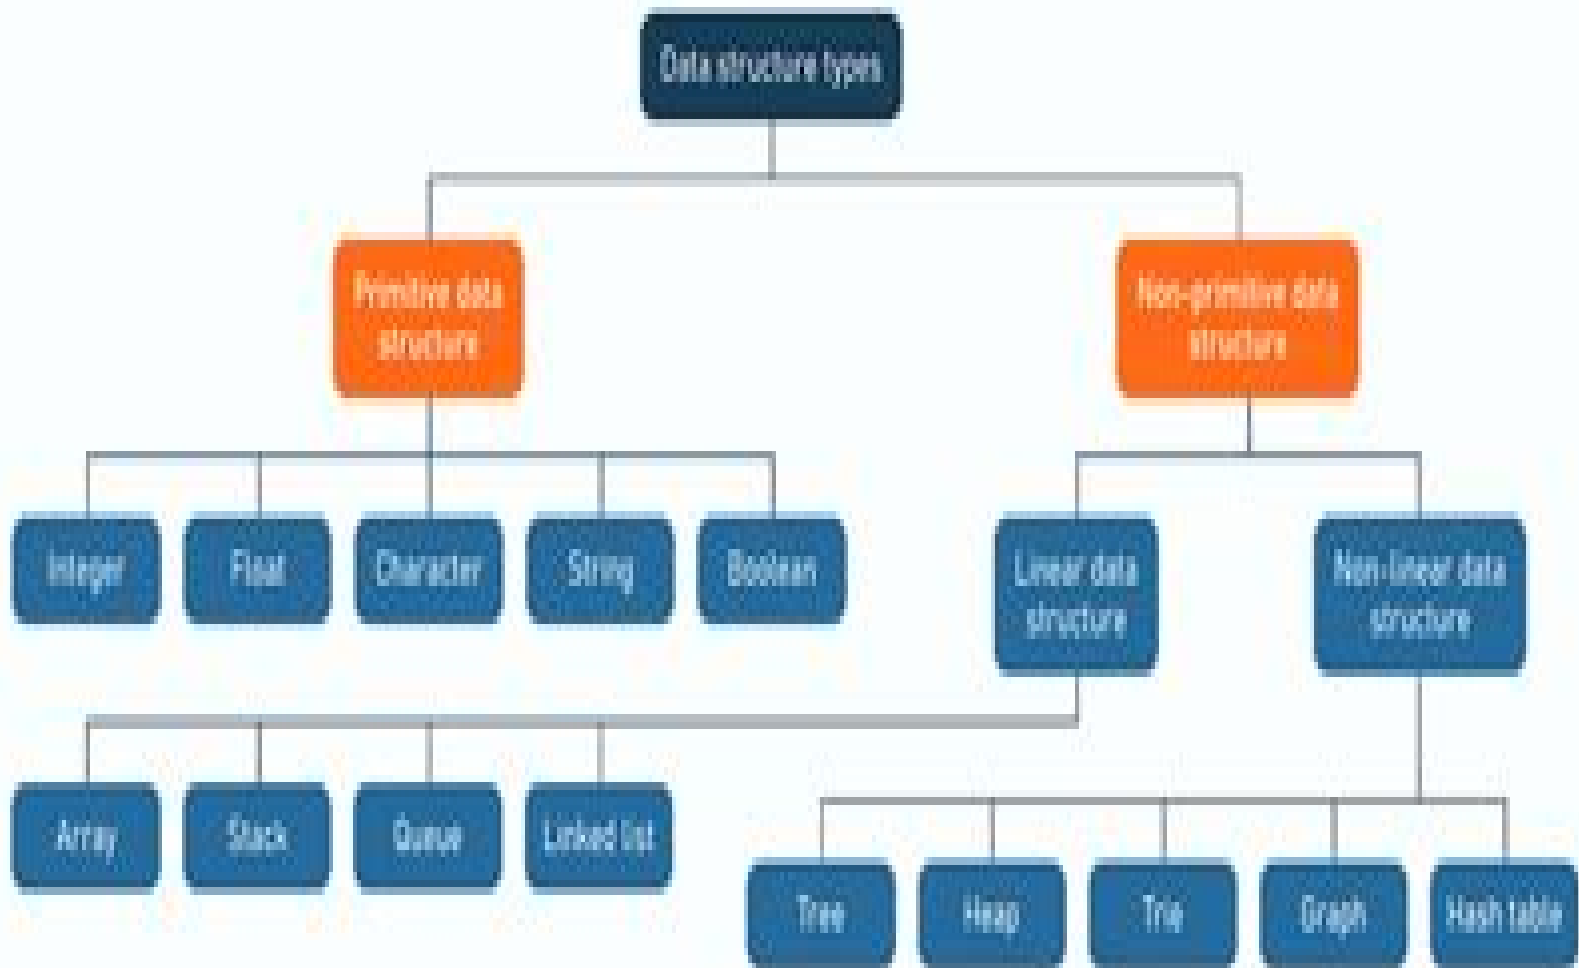 Data structure types
Primitive data
structure
Non-primitive data
structure
Integer
Float
Character
String
Boolean
Linear data
structure
Non-linear data
structure
Array
Stack
Queue
Linked list
Tree
Heap
Trie
Graph
Hash table